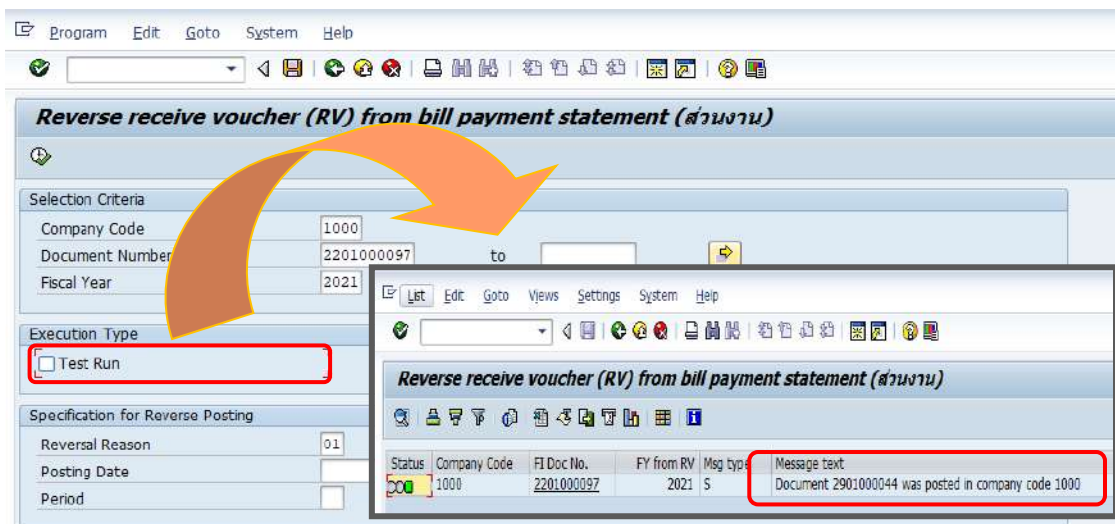 Program Edit Goto System Help
Reverse receive voucher (RV) from bill payment statement (ส่วนงาน)
Selection Criteria
Company Code 1000
Document Number 2201000097 to
Fiscal Year 2021
Execution Type
Test Run
Specification for Reverse Posting
Reversal Reason 01
Posting Date
Period
List Edit Goto Views Settings System Help
Reverse receive voucher (RV) from bill payment statement (ส่วนงาน)
Status Company Code FI Doc No. FY from RV Msg type Message text
1000 2201000097 2021 S Document 2901000044 was posted in company code 1000